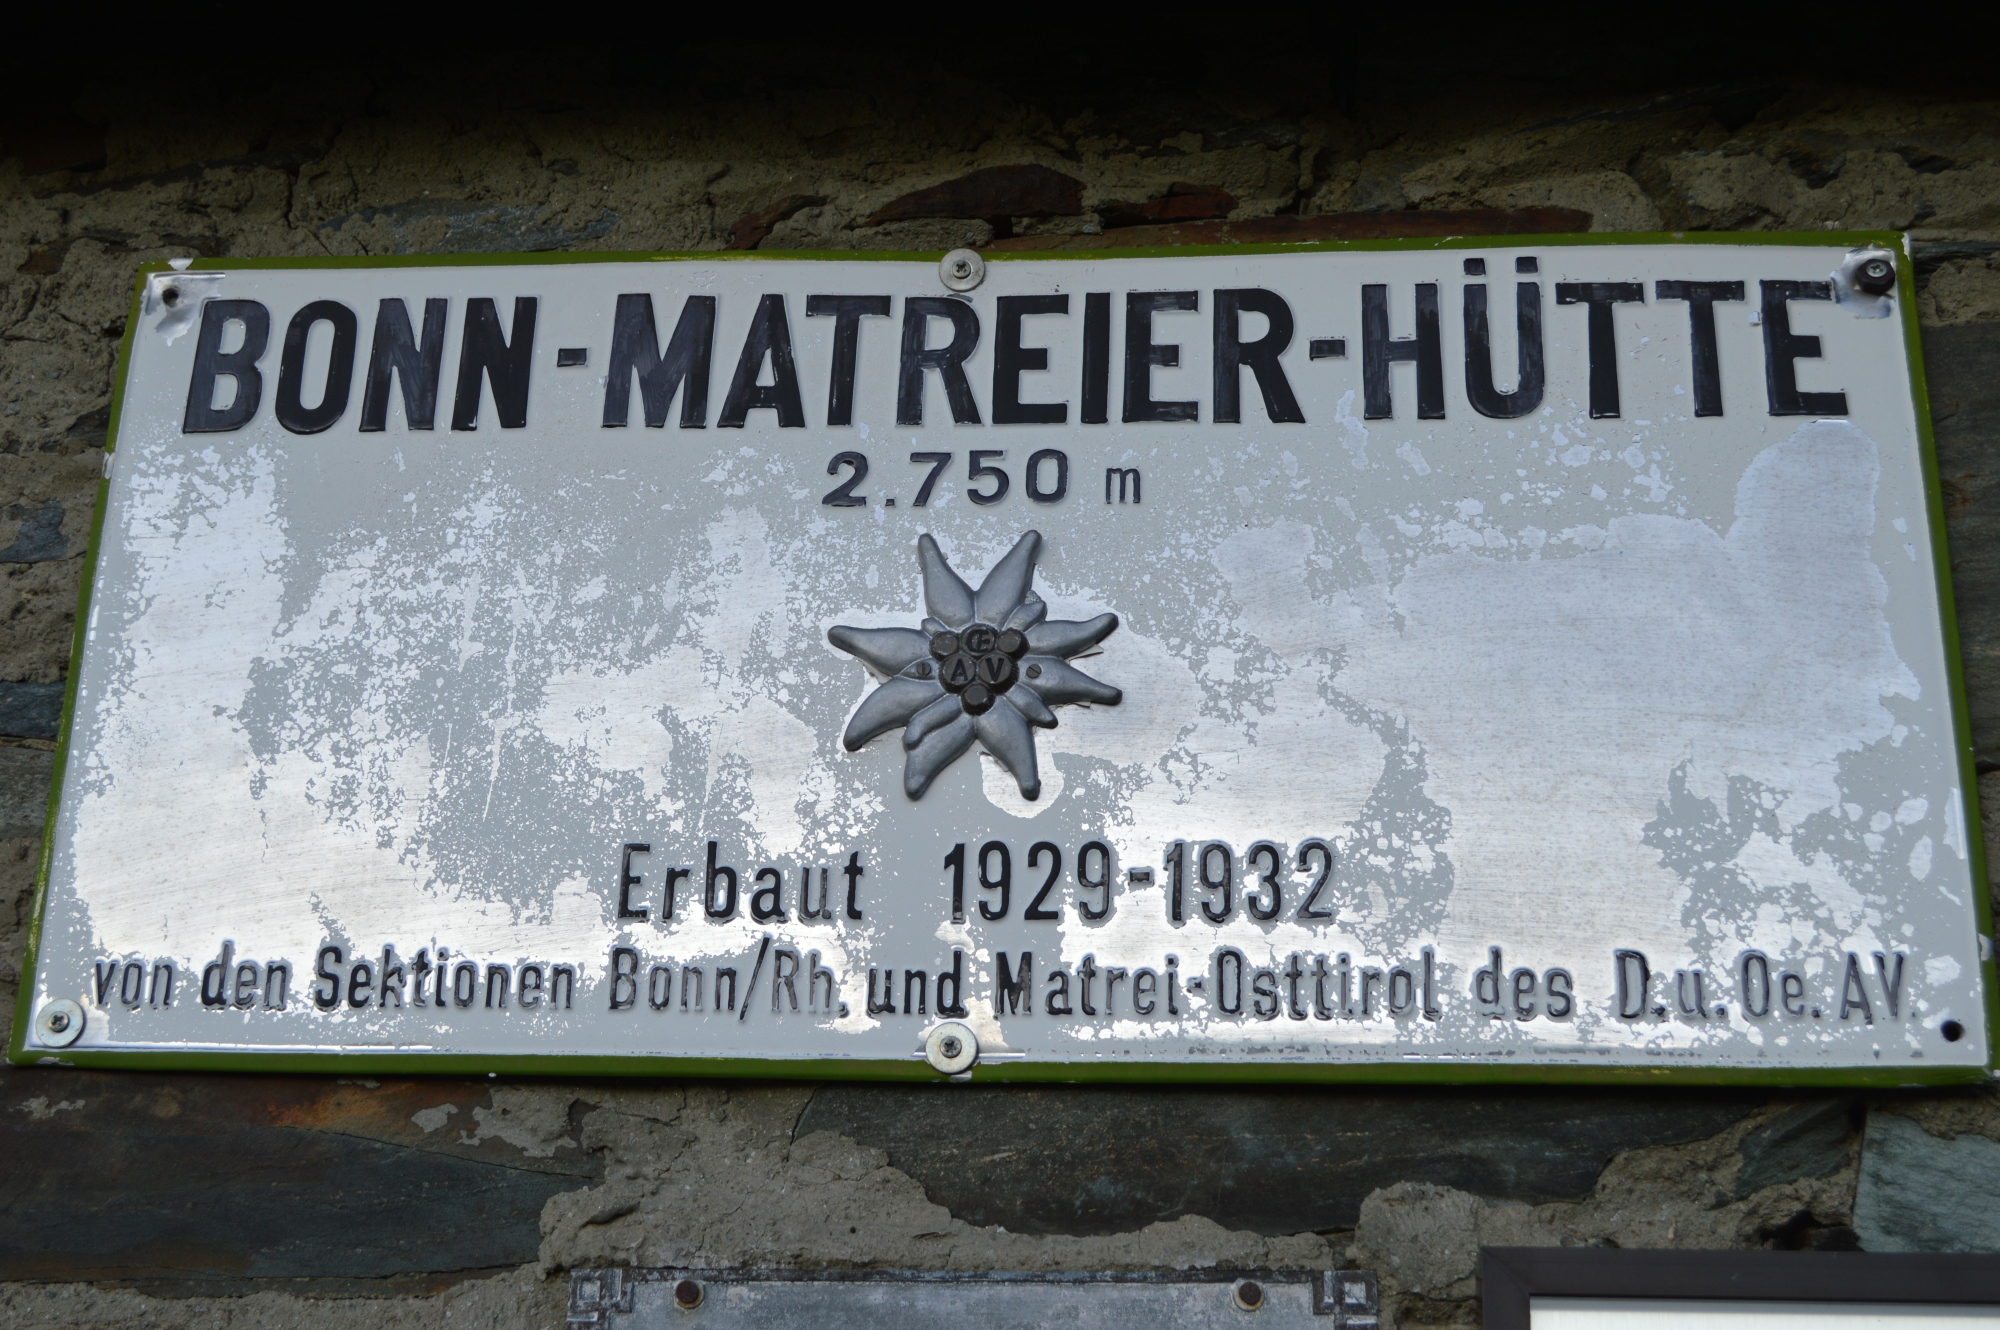 BONN-MATREIER-HÜTTE
2.750 m
Œ
AV
Erbaut 1929-1932
von den Sektionen Bonn/Rh. und Matrei-Osttirol des D.u.Oe.AV.